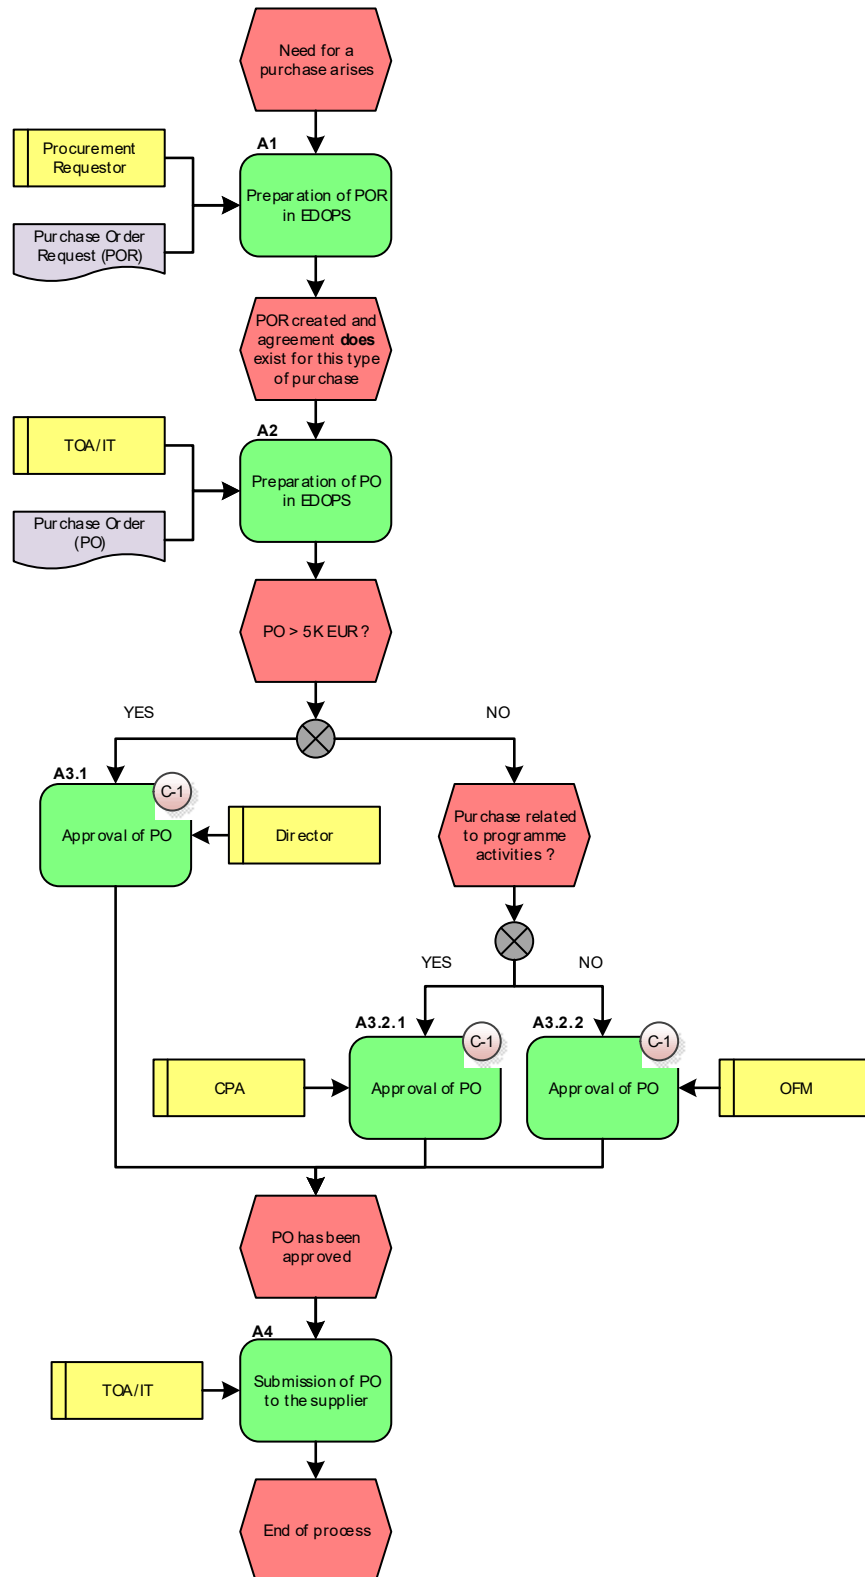 Need for a
purchase arises
A1
Procurement
Requestor
Preparation of POR
in EDOPS
Purchase Order
Request (POR)
POR created and
agreement does
exist for this type
of purchase
A2
TOA/IT
Preparation of PO
in EDOPS
Purchase Order
(PO)
PO > 5K EUR ?
YES
NO
A3.1
C-1
Approval of PO
Director
Purchase related
to programme
activities ?
YES
NO
A3.2.1
C-1
A3.2.2
C-1
CPA
Approval of PO
Approval of PO
OFM
PO has been
approved
A4
TOA/IT
Submission of PO
to the supplier
End of process